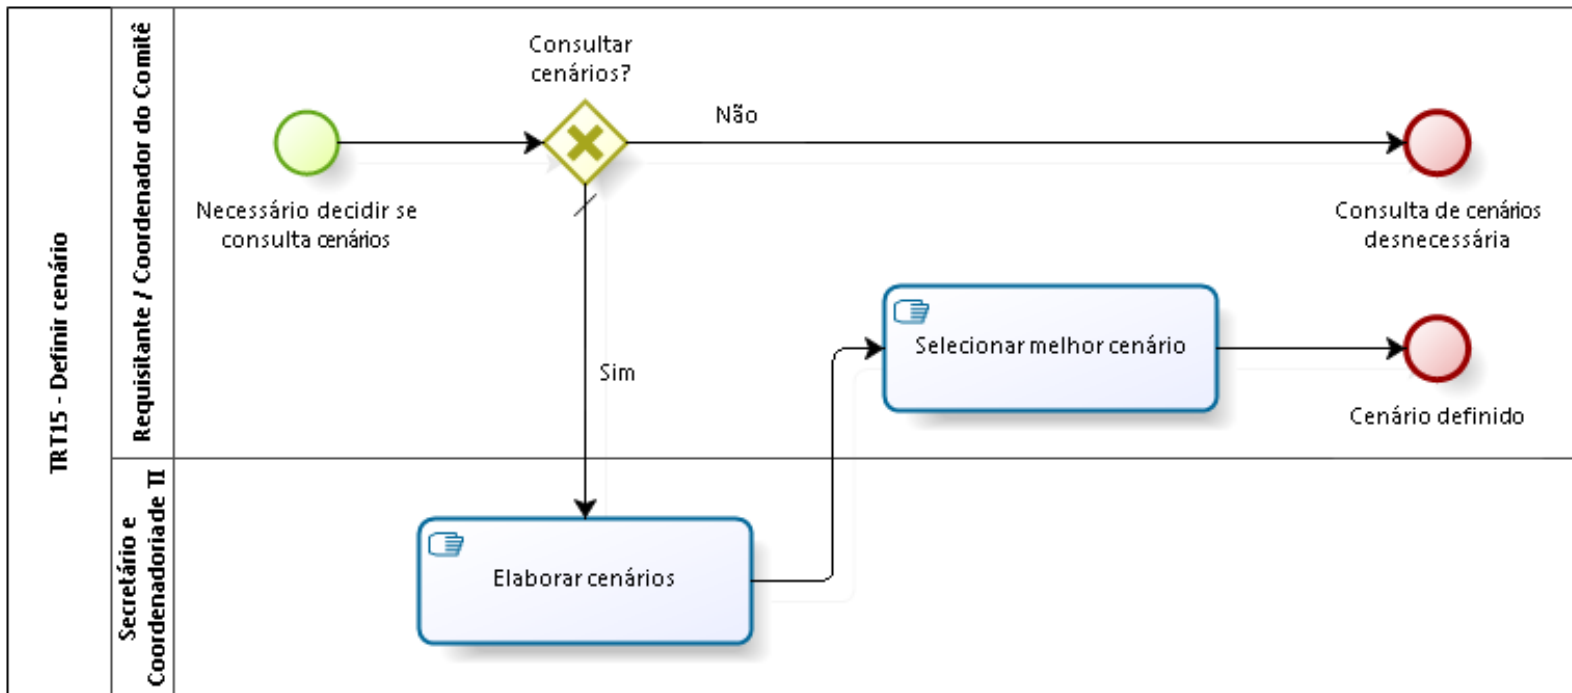 TRT15 - Definir cenário
Requisitante / Coordenador do Comitê
Consultar
cenários?
Não
Necessário decidir se
consulta cenários
Consulta de cenários
desnecessária
Selecionar melhor cenário
Sim
Cenário definido
Secretário e
Coordenadoria de TI
Elaborar cenários